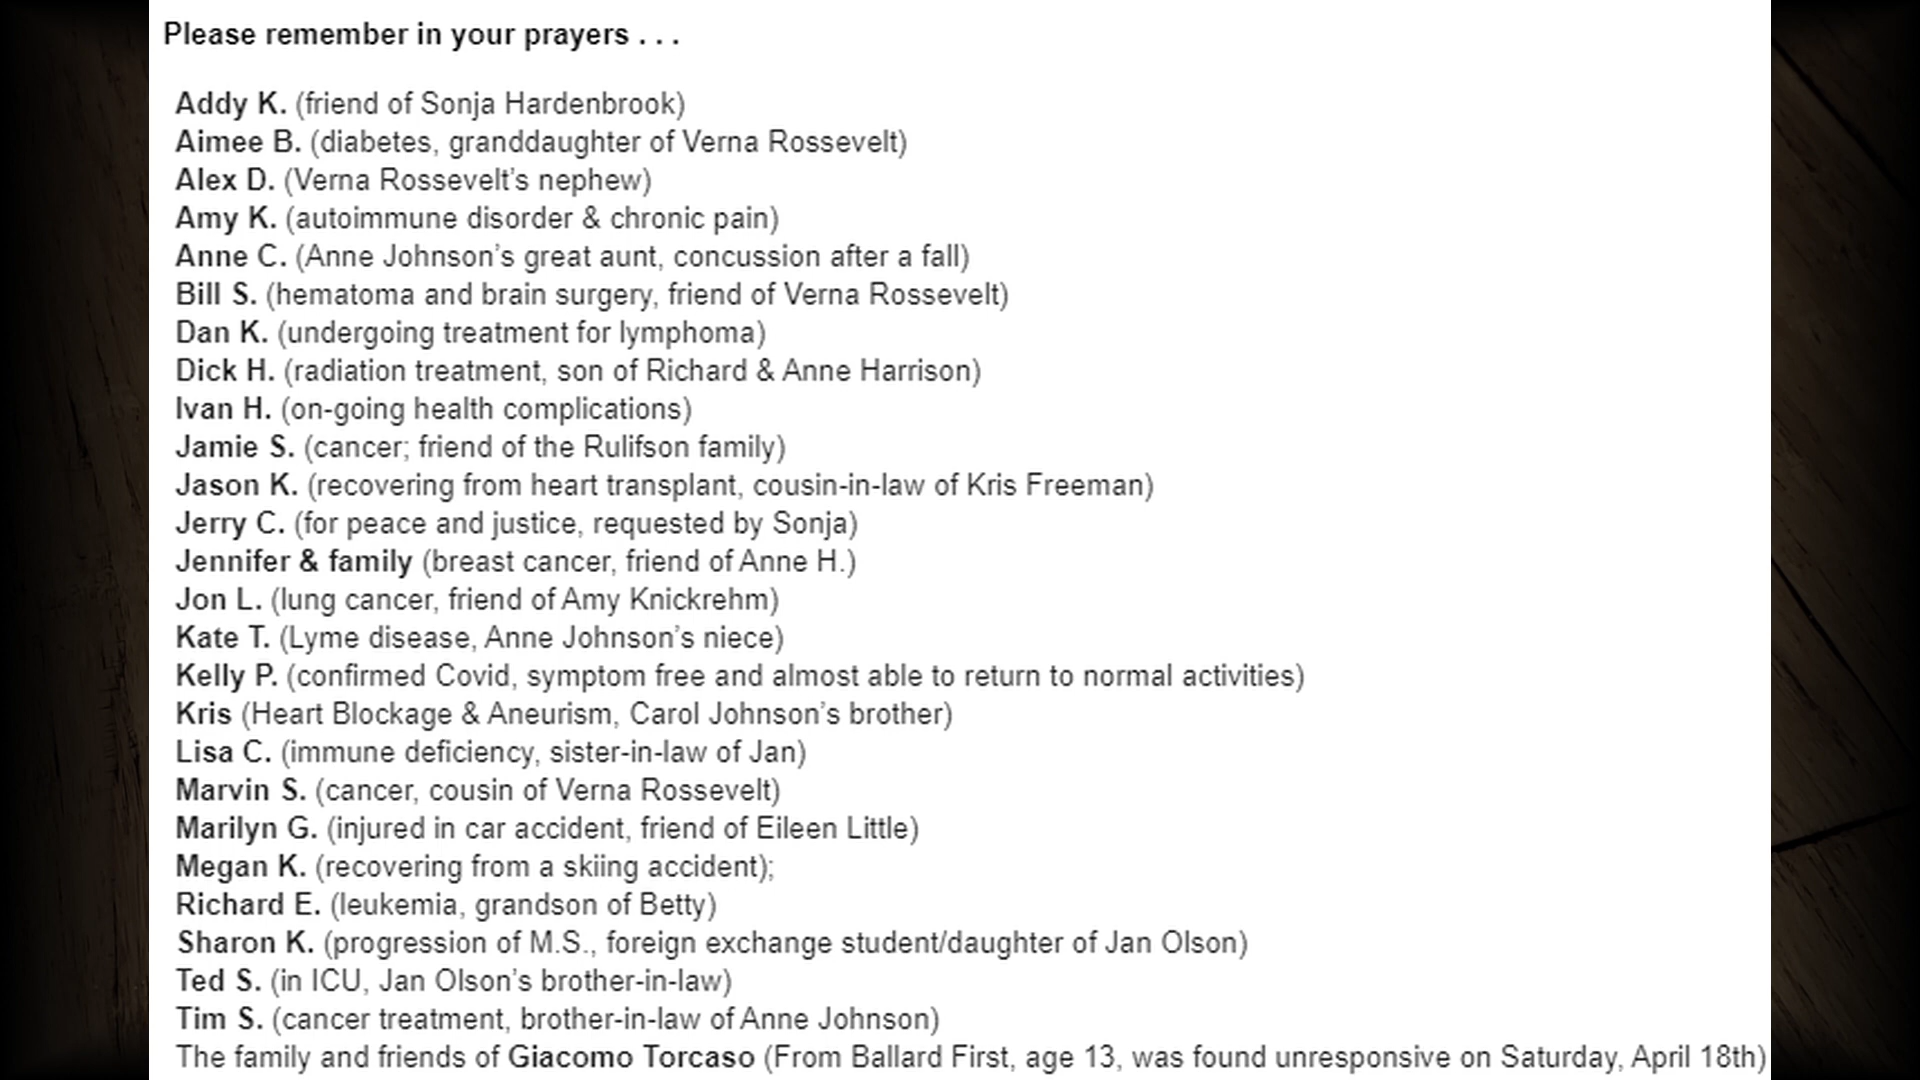 Please remember in your prayers . . .
Addy K. (friend of Sonja Hardenbrook)
Aimee B. (diabetes, granddaughter of Verna Rossevelt)
Alex D. (Verna Rossevelt's nephew)
Amy K. (autoimmune disorder & chronic pain)
Anne C. (Anne Johnson's great aunt, concussion after a fall)
Bill S. (hematoma and brain surgery, friend of Verna Rossevelt)
Dan K. (undergoing treatment for lymphoma)
Dick H. (radiation treatment, son of Richard & Anne Harrison)
Ivan H. (on-going health complications)
Jamie S. (cancer; friend of the Rulifson family)
Jason K. (recovering from heart transplant, cousin-in-law of Kris Freeman)
Jerry C. (for peace and justice, requested by Sonja)
Jennifer & family (breast cancer, friend of Anne H.)
Jon L. (lung cancer, friend of Amy Knickrehm)
Kate T. (Lyme disease, Anne Johnson's niece)
Kelly P. (confirmed Covid, symptom free and almost able to return to normal activities)
Kris (Heart Blockage & Aneurism, Carol Johnson's brother)
Lisa C. (immune deficiency, sister-in-law of Jan)
Marvin S. (cancer, cousin of Verna Rossevelt)
Marilyn G. (injured in car accident, friend of Eileen Little)
Megan K. (recovering from a skiing accident);
Richard E. (leukemia, grandson of Betty)
Sharon K. (progression of M.S., foreign exchange student/daughter of Jan Olson)
Ted S. (in ICU, Jan Olson's brother-in-law)
Tim S. (cancer treatment, brother-in-law of Anne Johnson)
The family and friends of Giacomo Torcaso (From Ballard First, age 13, was found unresponsive on Saturday, April 18th)